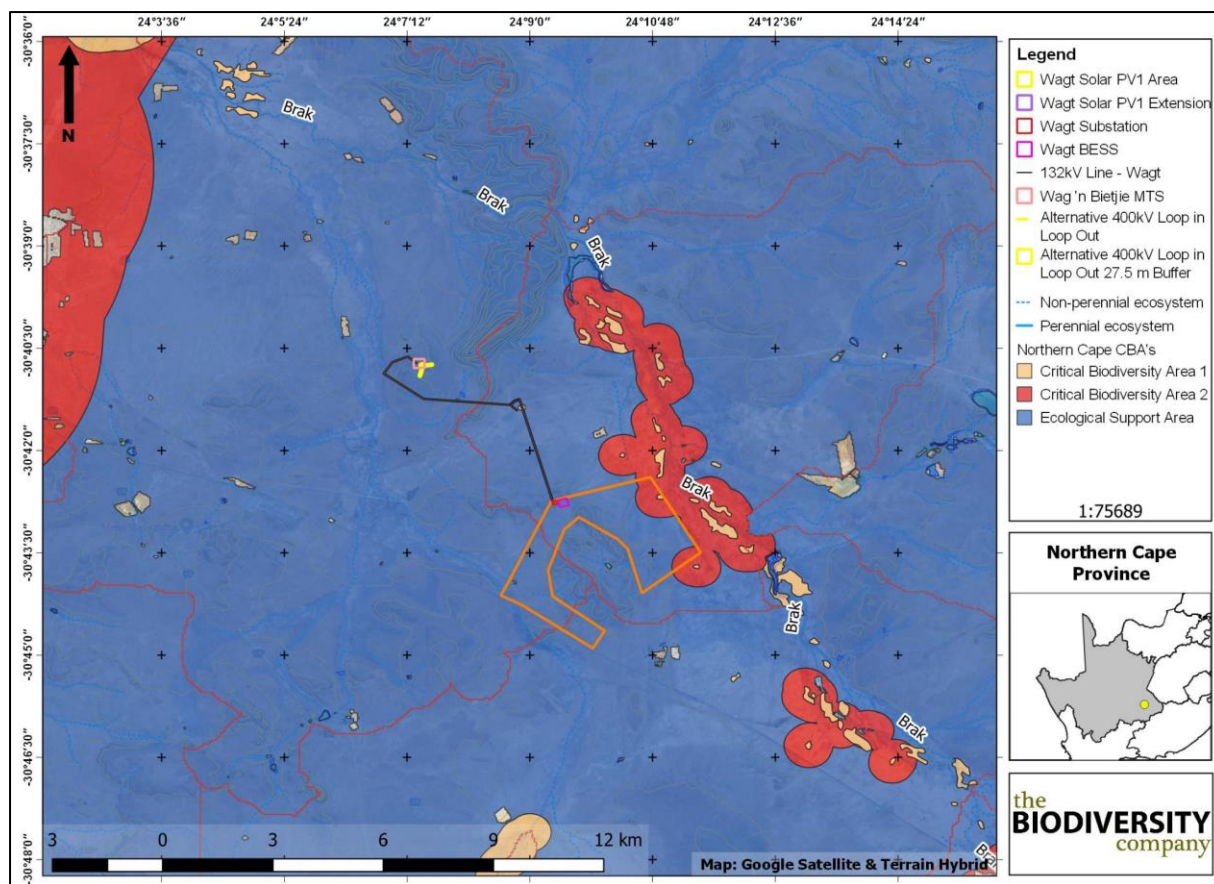 24°3'36'' 24°5'24'' 24°7'12'' 24°9'0'' 24°10'48'' 24°12'36'' 24°14'24''
-30°36'0''
-30°37'30''
-30°39'0''
-30°40'30''
-30°42'0''
-30°43'30''
-30°45'0''
-30°46'30''
-30°48'0''
N
Brak
Brak
Brak
Brak
Brak
Brak
Brak
3 0 3 6 9 12 km
Map: Google Satellite & Terrain Hybrid
Legend
Wagt Solar PV1 Area
Wagt Solar PV1 Extension
Wagt Substation
Wagt BESS
132kV Line - Wagt
Wag 'n Bietjie MTS
Alternative 400kV Loop in
Loop Out
Alternative 400kV Loop in
Loop Out 27.5 m Buffer
Non-perennial ecosystem
Perennial ecosystem
Northern Cape CBA's
Critical Biodiversity Area 1
Critical Biodiversity Area 2
Ecological Support Area
1:75689
Northern Cape
Province
the
BIODIVERSITY
company